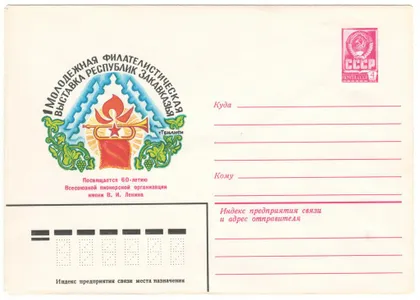 I МОЛОДЕЖНАЯ ФИЛАТЕЛИСТИЧЕСКАЯ
ВЫСТАВКА РЕСПУБЛИК ЗАКАВКАЗЬЯ
г. Тбилиси
Посвящается 60-летию
Всесоюзной пионерской организации
имени В. И. Ленина
СССР
Куда
Кому
Индекс предприятия связи
и адрес отправителя
Индекс предприятия связи места назначения